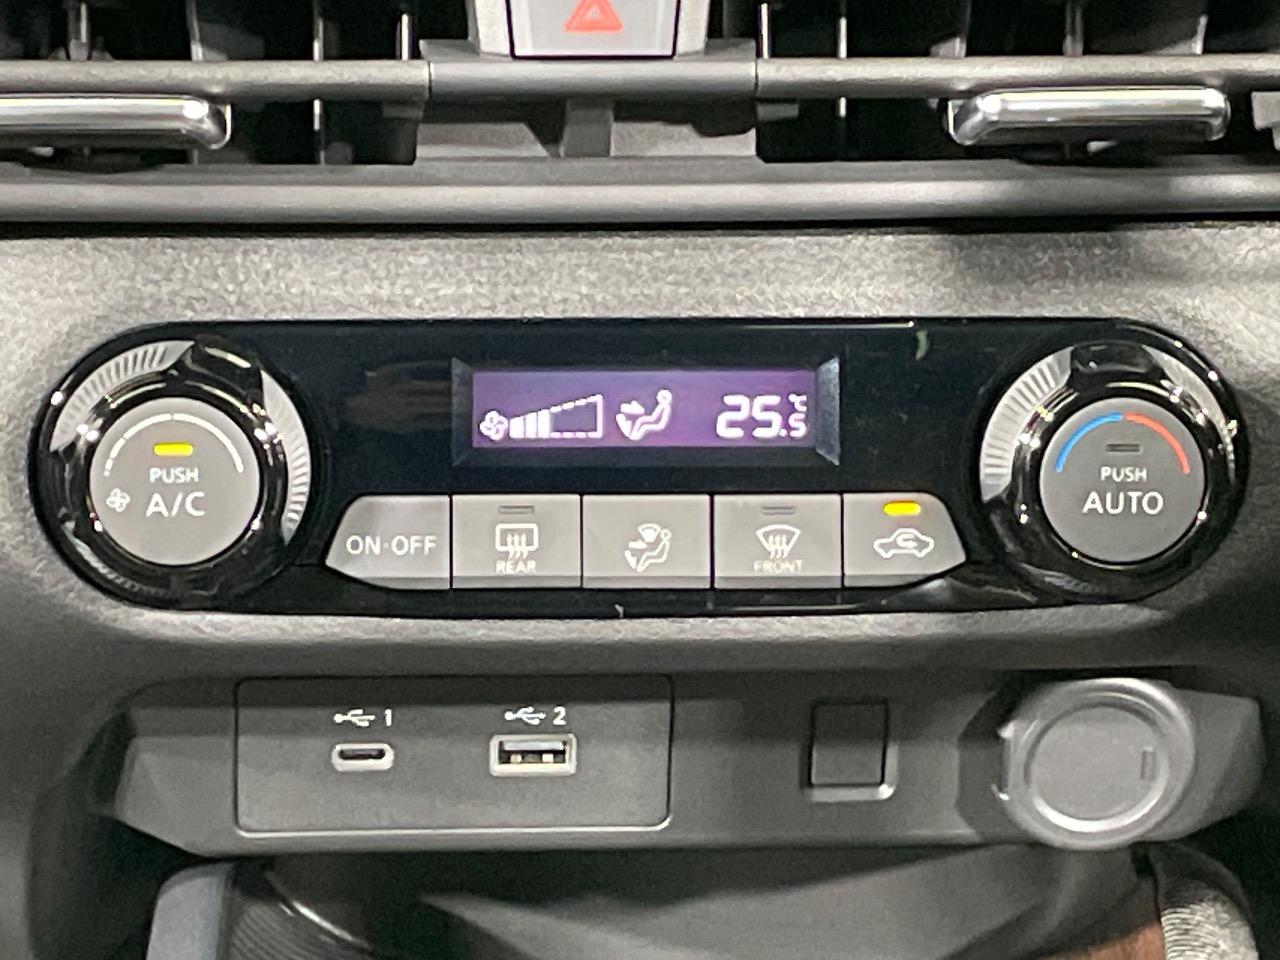 25.5°C
PUSH
A/C
PUSH
AUTO
ON·OFF
REAR
FRONT
1
2